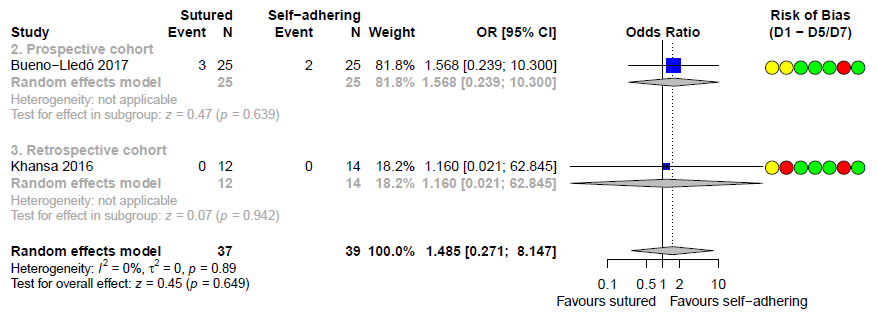 Sutured Self−adhering Risk of Bias
Study Event N Event N Weight OR [95% CI] Odds Ratio (D1 − D5/D7)
2. Prospective cohort
Bueno−Lledó 2017 3 25 2 25 81.8% 1.568 [0.239; 10.300]
Random effects model 25 25 81.8% 1.568 [0.239; 10.300]
Heterogeneity: not applicable
Test for effect in subgroup: z = 0.47 (p = 0.639)
3. Retrospective cohort
Khansa 2016 0 12 0 14 18.2% 1.160 [0.021; 62.845]
Random effects model 12 14 18.2% 1.160 [0.021; 62.845]
Heterogeneity: not applicable
Test for effect in subgroup: z = 0.07 (p = 0.942)
Random effects model 37 39 100.0% 1.485 [0.271; 8.147]
Heterogeneity: I² = 0%, τ² = 0, p = 0.89
Test for overall effect: z = 0.45 (p = 0.649)
0.1 0.5 1 2 10
Favours sutured Favours self−adhering